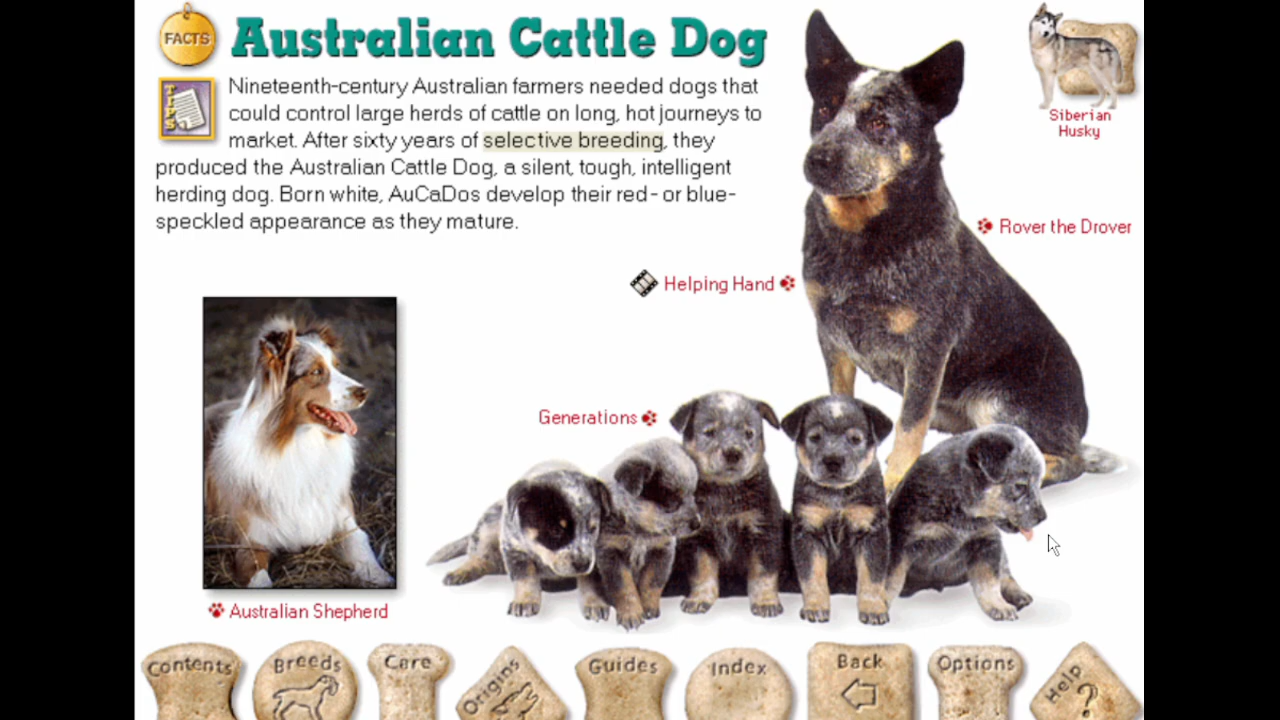 FACTS
Australian Cattle Dog
TIPS
Nineteenth-century Australian farmers needed dogs that
could control large herds of cattle on long, hot journeys to
market. After sixty years of selective breeding, they
produced the Australian Cattle Dog, a silent, tough, intelligent
herding dog. Born white, AuCaDos develop their red- or blue-
speckled appearance as they mature.
Siberian
Husky
Rover the Drover
Helping Hand
Generations
Australian Shepherd
Contents
Breeds
Care
Origins
Guides
Index
Back
Options
Help
?